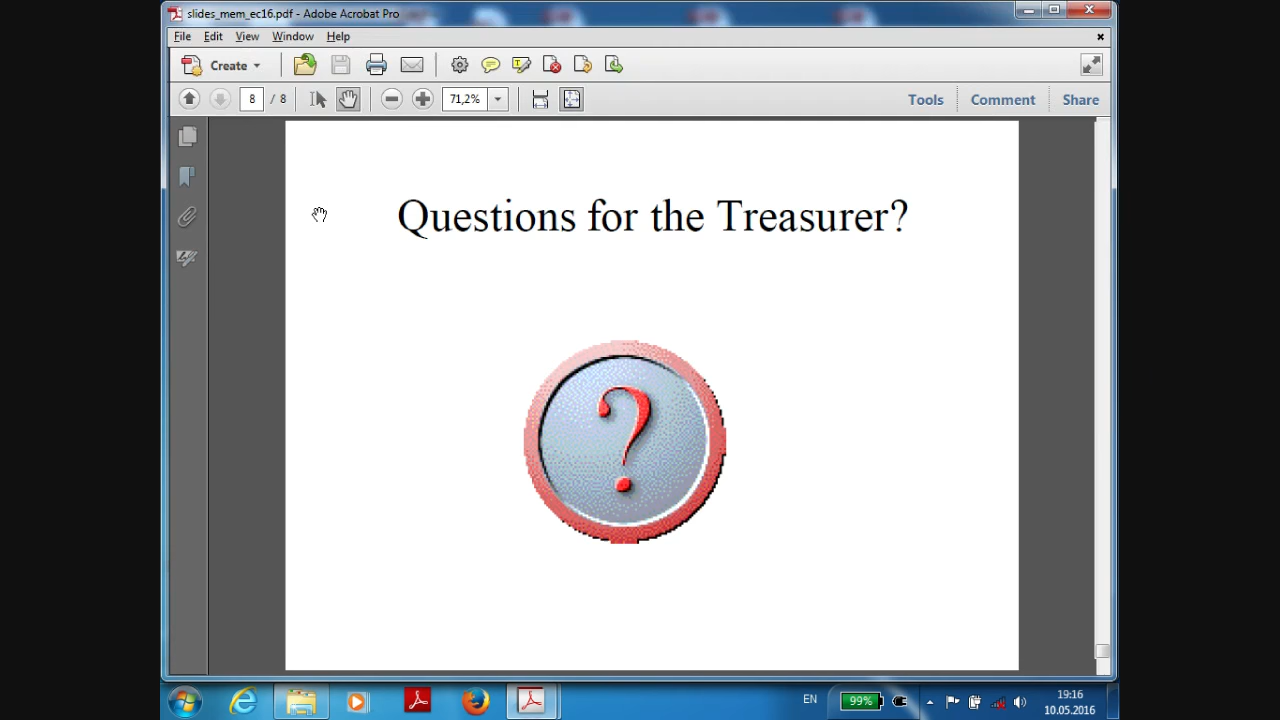 slides_mem_ec16.pdf - Adobe Acrobat Pro
File Edit View Window Help
Create
8 / 8 71,2% Tools Comment Share
Questions for the Treasurer?
?
EN 99% 19:16
10.05.2016